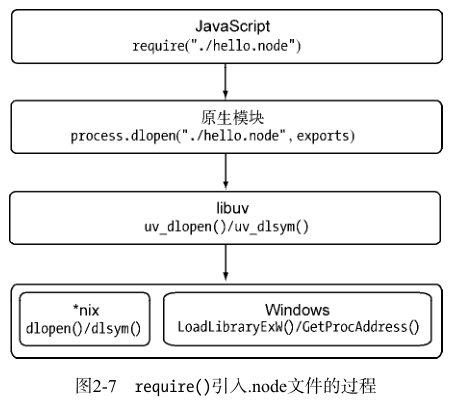 JavaScript
require("./hello.node")
原生模块
process.dlopen("./hello.node", exports)
libuv
uv_dlopen()/uv_dlsym()
*nix
dlopen()/dlsym()
Windows
LoadLibraryExW()/GetProcAddress()
图2-7 require()引入.node文件的过程